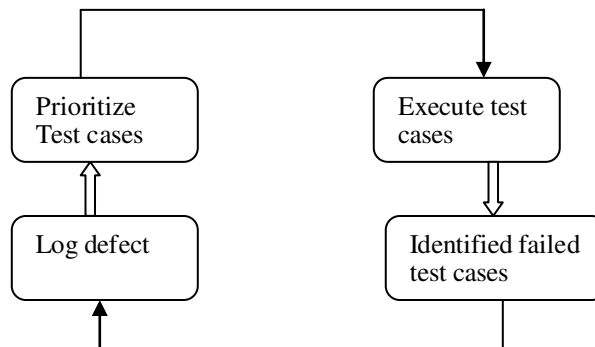 Prioritize
Test cases
Execute test
cases
Log defect
Identified failed
test cases